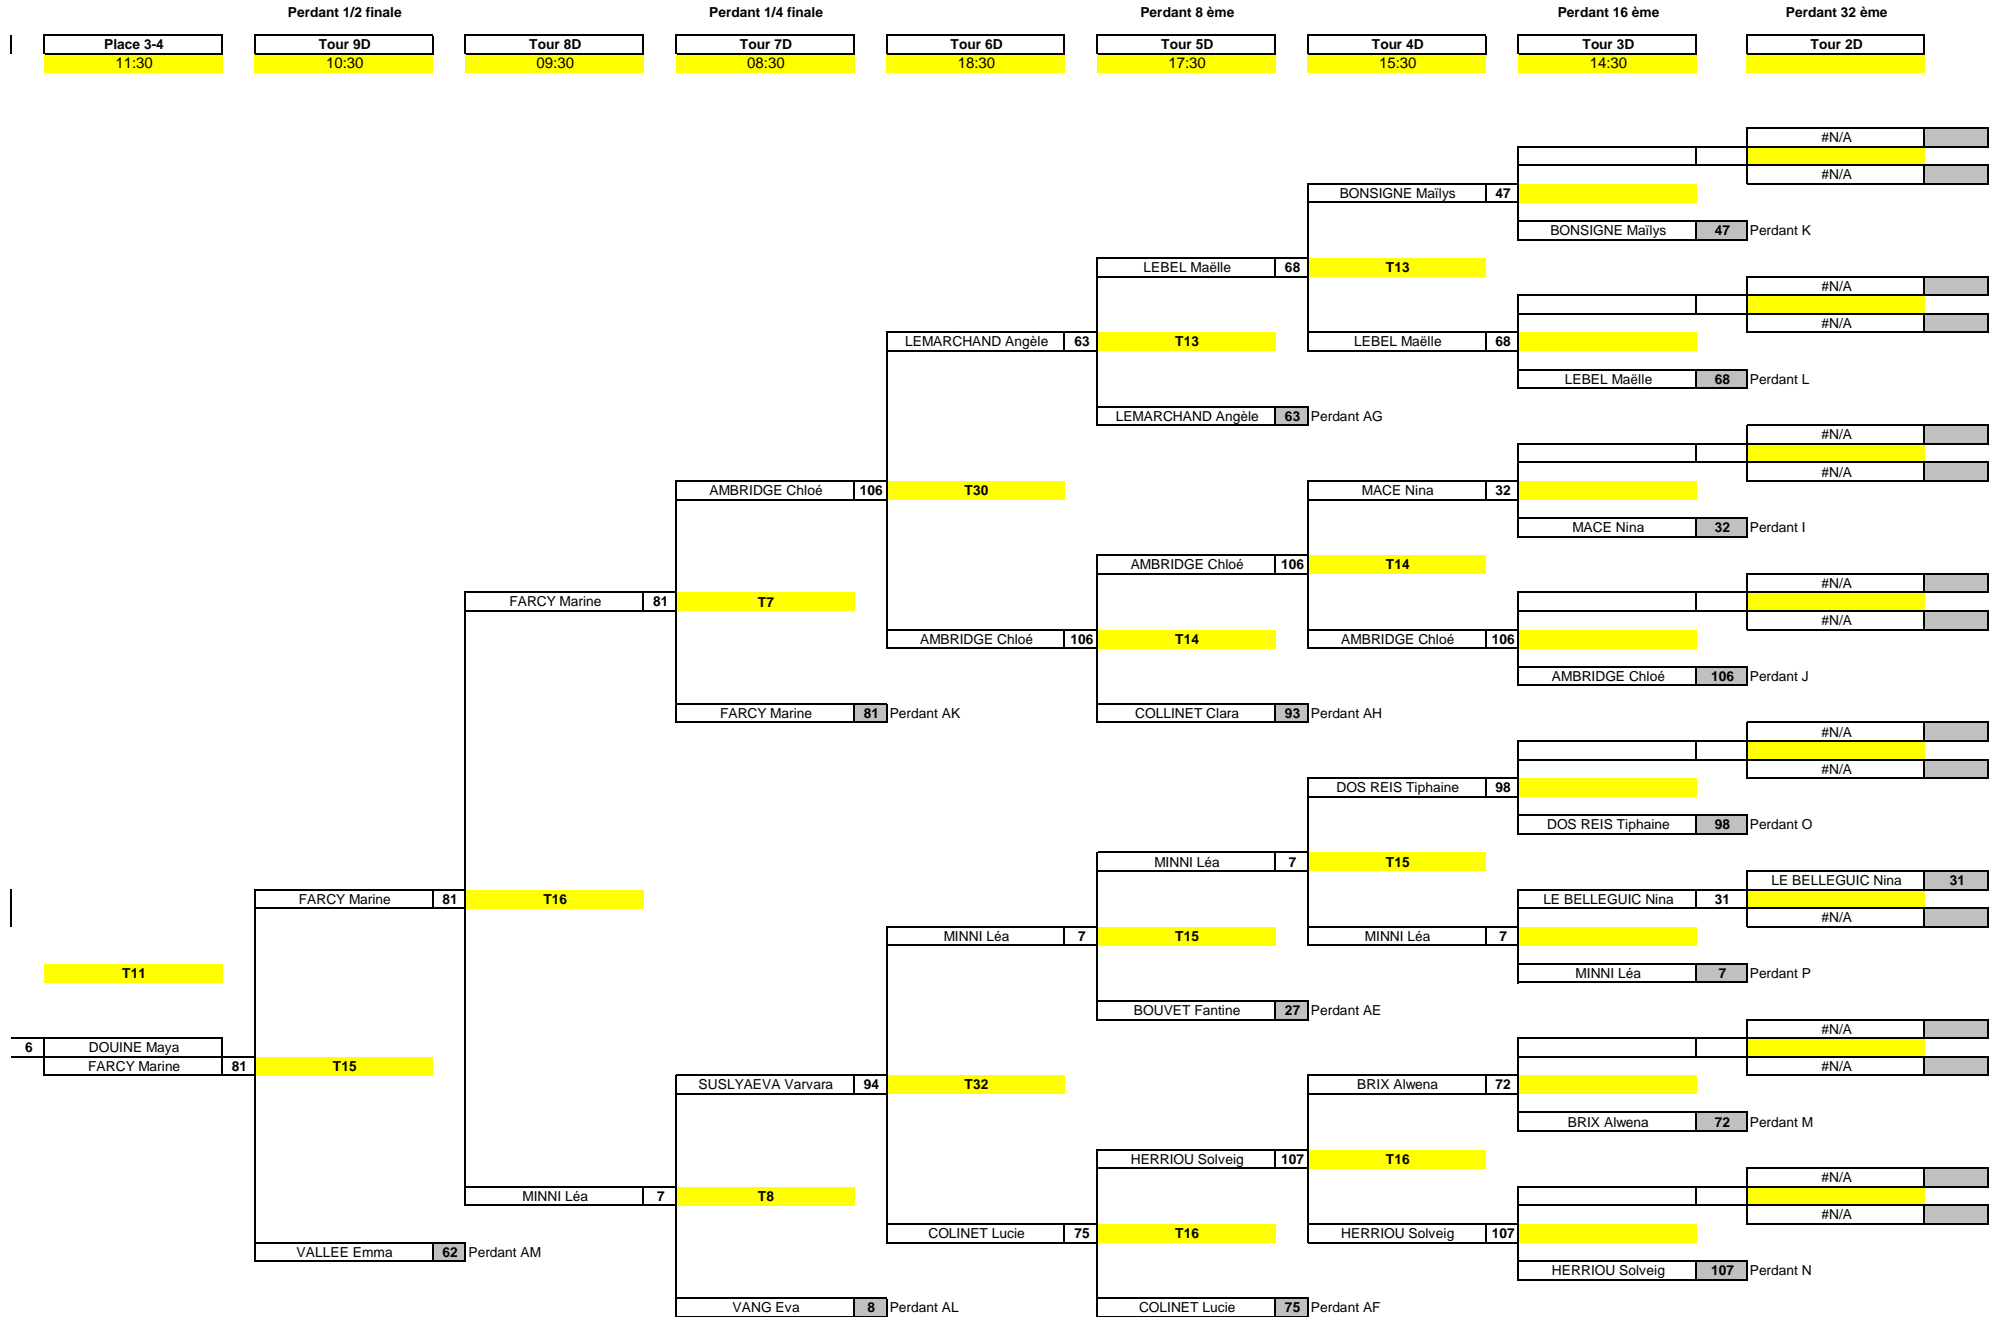 Perdant 1/2 finale Perdant 1/4 finale Perdant 8 ème Perdant 16 ème Perdant 32 ème
Place 3-4 Tour 9D Tour 8D Tour 7D Tour 6D Tour 5D Tour 4D Tour 3D Tour 2D
11:30 10:30 09:30 08:30 18:30 17:30 15:30 14:30
#N/A
#N/A
BONSIGNE Maïlys 47
BONSIGNE Maïlys 47 Perdant K
LEBEL Maëlle 68 T13
#N/A
#N/A
LEMARCHAND Angèle 63 T13 LEBEL Maëlle 68
LEBEL Maëlle 68 Perdant L
LEMARCHAND Angèle 63 Perdant AG
#N/A
#N/A
AMBRIDGE Chloé 106 T30 MACE Nina 32
MACE Nina 32 Perdant I
AMBRIDGE Chloé 106 T14
#N/A
FARCY Marine 81 T7
#N/A
AMBRIDGE Chloé 106 T14 AMBRIDGE Chloé 106
AMBRIDGE Chloé 106 Perdant J
FARCY Marine 81 Perdant AK COLLINET Clara 93 Perdant AH
#N/A
#N/A
DOS REIS Tiphaine 98
DOS REIS Tiphaine 98 Perdant O
MINNI Léa 7 T15
LE BELLEGUIC Nina 31
FARCY Marine 81 T16 LE BELLEGUIC Nina 31
#N/A
MINNI Léa 7 T15 MINNI Léa 7
T11 MINNI Léa 7 Perdant P
BOUVET Fantine 27 Perdant AE
#N/A
6 DOUINE Maya
FARCY Marine 81 T15 #N/A
SUSLYAEVA Varvara 94 T32 BRIX Alwena 72
BRIX Alwena 72 Perdant M
HERRIOU Solveig 107 T16
#N/A
MINNI Léa 7 T8
#N/A
COLINET Lucie 75 T16 HERRIOU Solveig 107
VALLEE Emma 62 Perdant AM
HERRIOU Solveig 107 Perdant N
VANG Eva 8 Perdant AL COLINET Lucie 75 Perdant AF